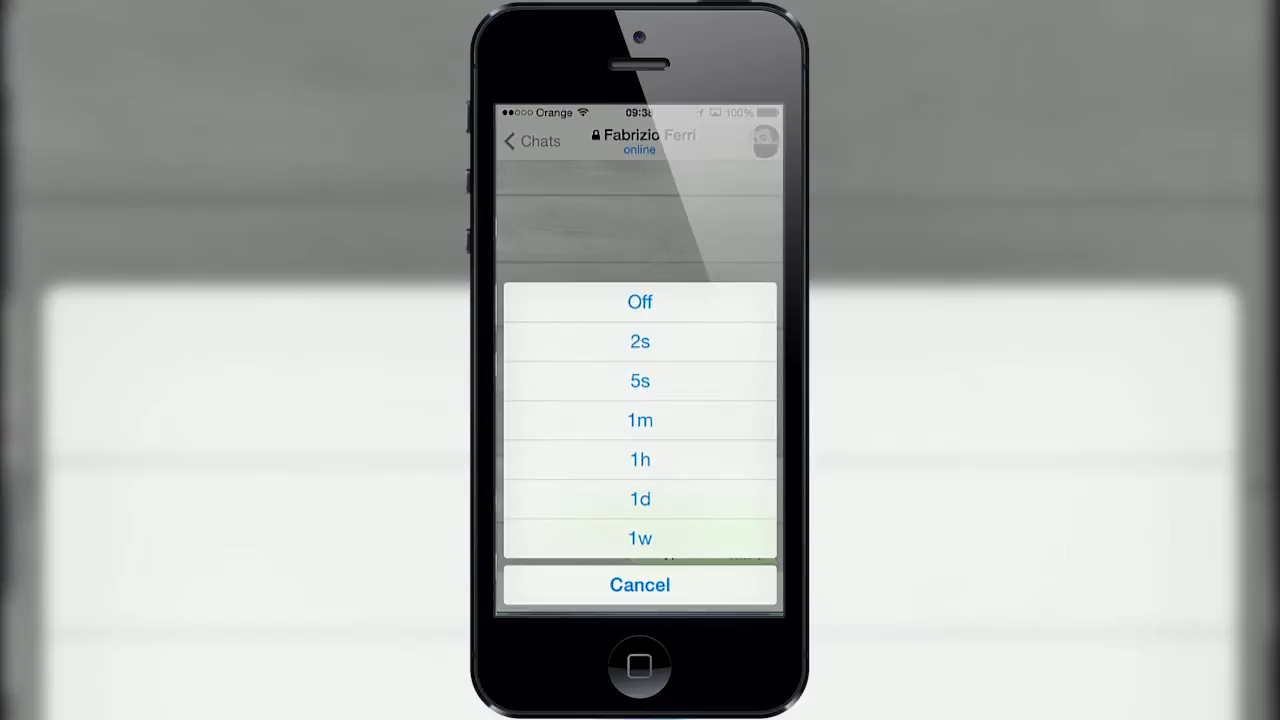 Orange 09:38 100%
Chats
Fabrizio Ferri
online
Off
2s
5s
1m
1h
1d
1w
Cancel